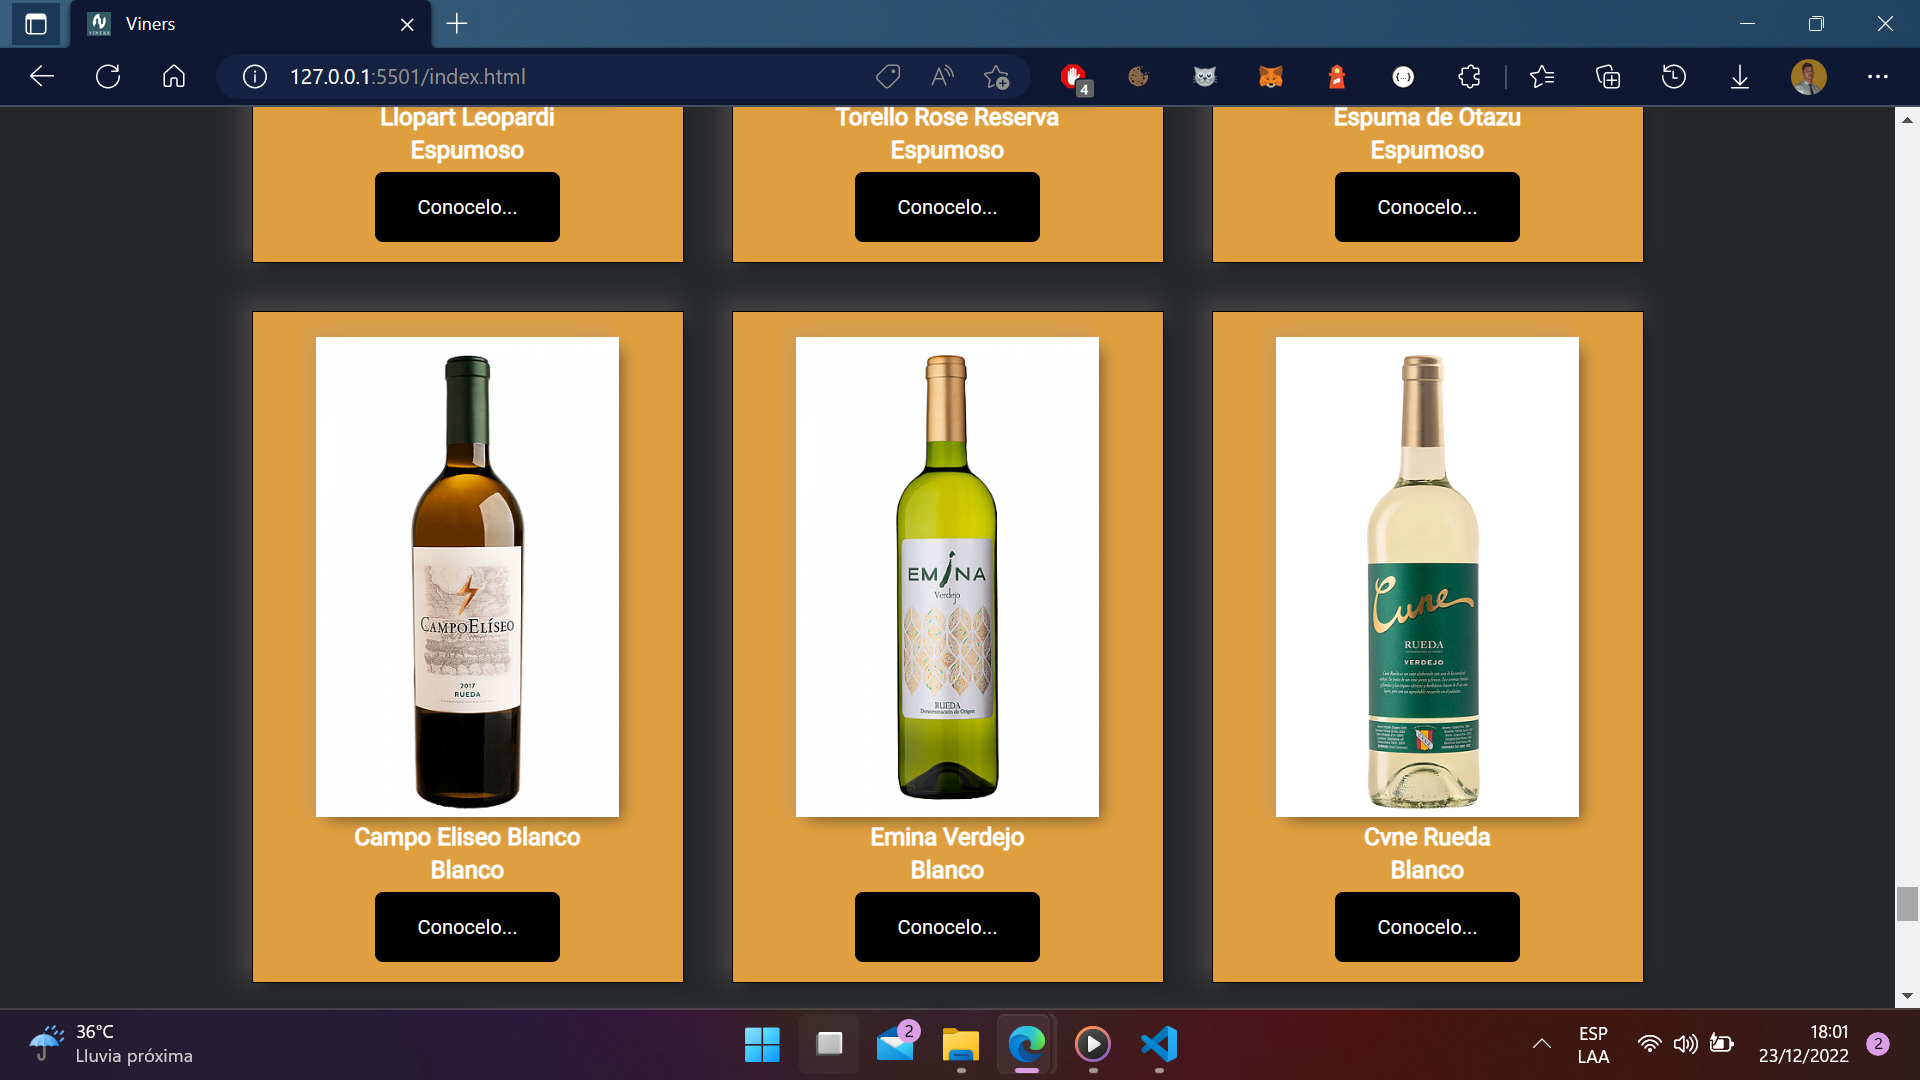 Viners
127.0.0.1:5501/index.html
4
Llopart Leopardi
Espumoso
Conocelo...
Torello Rose Reserva
Espumoso
Conocelo...
Espuma de Otazu
Espumoso
Conocelo...
CAMPOELÍSEO
2017
RUEDA
Campo Eliseo Blanco
Blanco
Conocelo...
EMINA
Verdejo
RUEDA
Denominación de Origen
Emina Verdejo
Blanco
Conocelo...
Cune
RUEDA
VERDEJO
Cvne Rueda
Blanco
Conocelo...
36°C
Lluvia próxima
2
ESP
LAA
18:01
23/12/2022
2